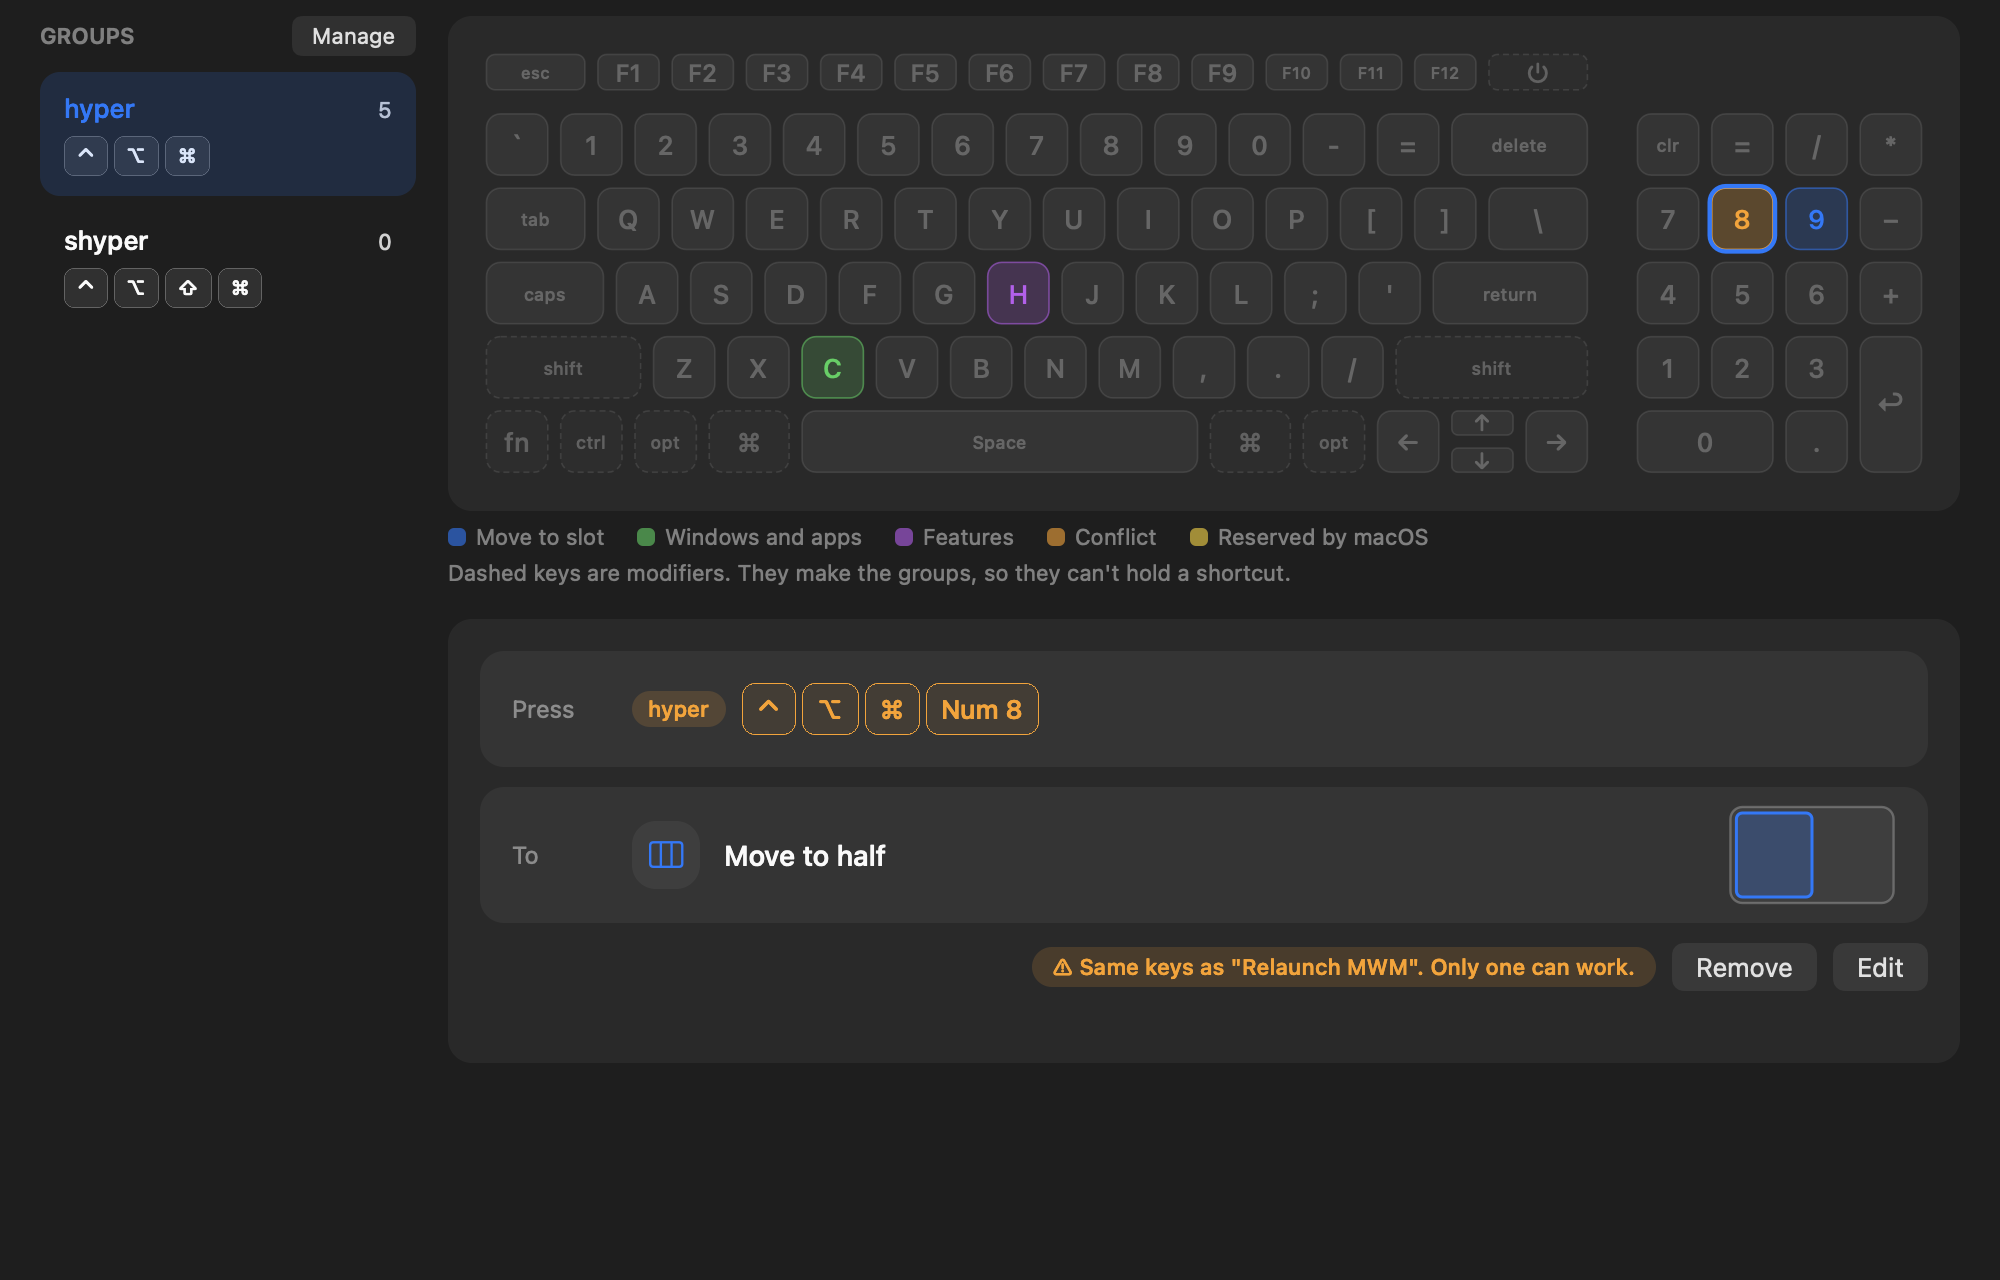 GROUPS Manage
hyper 5
⌃ ⌥ ⌘
shyper 0
⌃ ⌥ ⇧ ⌘
esc F1 F2 F3 F4 F5 F6 F7 F8 F9 F10 F11 F12
` 1 2 3 4 5 6 7 8 9 0 - = delete clr = / *
tab Q W E R T Y U I O P [ ] \ 7 8 9 −
caps A S D F G H J K L ; ' return 4 5 6 +
shift Z X C V B N M , . / shift 1 2 3
fn ctrl opt ⌘ Space ⌘ opt ← ↑ ↓ → 0 . ↩
Move to slot Windows and apps Features Conflict Reserved by macOS
Dashed keys are modifiers. They make the groups, so they can't hold a shortcut.
Press hyper ⌃ ⌥ ⌘ Num 8
To Move to half
⚠ Same keys as "Relaunch MWM". Only one can work. Remove Edit